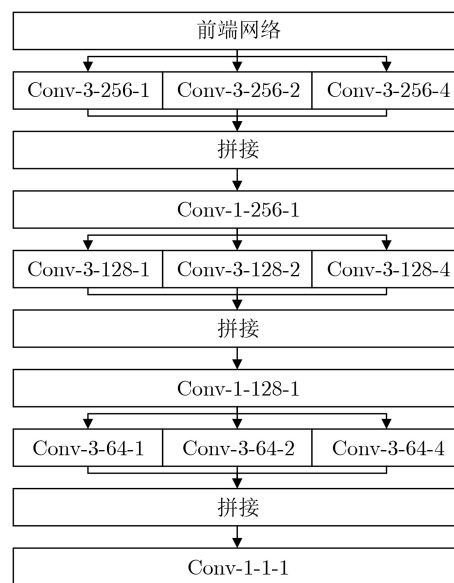 前端网络
Conv-3-256-1 Conv-3-256-2 Conv-3-256-4
拼接
Conv-1-256-1
Conv-3-128-1 Conv-3-128-2 Conv-3-128-4
拼接
Conv-1-128-1
Conv-3-64-1 Conv-3-64-2 Conv-3-64-4
拼接
Conv-1-1-1